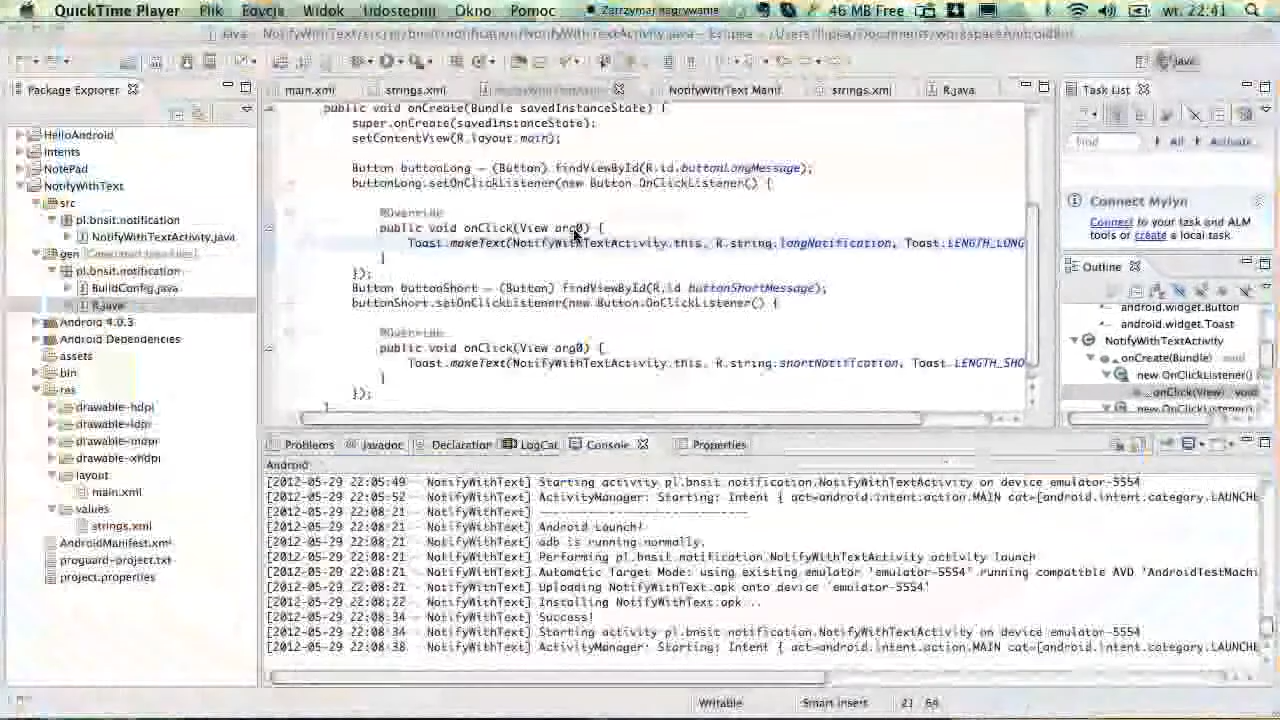 QuickTime Player Plik Edycja Widok Udostępnij Okno Pomoc Zatrzymaj nagrywanie 46 MB Free wt. 22:41
Java
Package Explorer
main.xml strings.xml NotifyWithText Manif strings.xml R.java
Task List
HelloAndroid
Intents
NotePad
NotifyWithText
src
pl.bnsit.notification
NotifyWithTextActivity.java
gen [Generated Java Files]
pl.bnsit.notification
BuildConfig.java
R.java
Android 4.0.3
Android Dependencies
assets
bin
res
drawable-hdpi
drawable-ldpi
drawable-mdpi
drawable-xhdpi
layout
main.xml
values
strings.xml
AndroidManifest.xml
proguard-project.txt
project.properties
public void onCreate(Bundle savedInstanceState) {
super.onCreate(savedInstanceState);
setContentView(R.layout.main);
Button buttonLong = (Button) findViewById(R.id.buttonLongMessage);
buttonLong.setOnClickListener(new Button.OnClickListener() {
@Override
public void onClick(View arg0) {
Toast.makeText(NotifyWithTextActivity.this, R.string.longNotification, Toast.LENGTH_LONG
}
});
Button buttonShort = (Button) findViewById(R.id.buttonShortMessage);
buttonShort.setOnClickListener(new Button.OnClickListener() {
@Override
public void onClick(View arg0) {
Toast.makeText(NotifyWithTextActivity.this, R.string.shortNotification, Toast.LENGTH_SHO
}
});
}
find All Activate...
Connect Mylyn
Connect to your task and ALM
tools or create a local task.
Outline
android.widget.Button
android.widget.Toast
NotifyWithTextActivity
onCreate(Bundle) : void
new OnClickListener()
onClick(View) : void
new OnClickListener()
Problems Javadoc Declaration LogCat Console Properties
Android
[2012-05-29 22:05:49 - NotifyWithText] Starting activity pl.bnsit.notification.NotifyWithTextActivity on device emulator-5554
[2012-05-29 22:05:52 - NotifyWithText] ActivityManager: Starting: Intent { act=android.intent.action.MAIN cat=[android.intent.category.LAUNCHE
[2012-05-29 22:08:21 - NotifyWithText] ------------------------------
[2012-05-29 22:08:21 - NotifyWithText] Android Launch!
[2012-05-29 22:08:21 - NotifyWithText] adb is running normally.
[2012-05-29 22:08:21 - NotifyWithText] Performing pl.bnsit.notification.NotifyWithTextActivity activity launch
[2012-05-29 22:08:21 - NotifyWithText] Automatic Target Mode: using existing emulator 'emulator-5554' running compatible AVD 'AndroidTestMachi
[2012-05-29 22:08:21 - NotifyWithText] Uploading NotifyWithText.apk onto device 'emulator-5554'
[2012-05-29 22:08:22 - NotifyWithText] Installing NotifyWithText.apk...
[2012-05-29 22:08:34 - NotifyWithText] Success!
[2012-05-29 22:08:34 - NotifyWithText] Starting activity pl.bnsit.notification.NotifyWithTextActivity on device emulator-5554
[2012-05-29 22:08:38 - NotifyWithText] ActivityManager: Starting: Intent { act=android.intent.action.MAIN cat=[android.intent.category.LAUNCHE
Writable Smart Insert 21 : 64